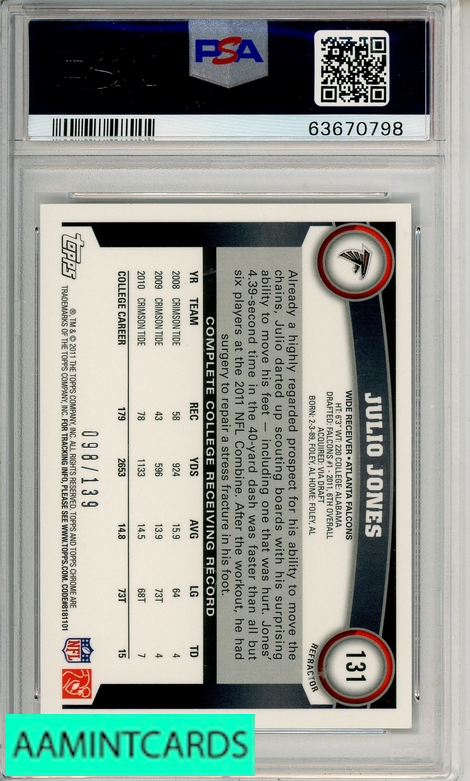 PSA
63670798
131
REFRACTOR
JULIO JONES
WIDE RECEIVER • ATLANTA FALCONS
HT: 6'3" WT: 220 COLLEGE: ALABAMA
DRAFTED: FALCONS #1 - 2011, 6TH OVERALL
ACQUIRED: VIA DRAFT
BORN: 2-3-89, FOLEY, AL HOME: FOLEY, AL
Already a highly regarded prospect for his ability to move the
chains, Julio darted up scouting boards with his surprising
ability to move his feet – including one that was hurt. Jones'
4.39-second time in the 40-yard dash was faster than all but
six players at the 2011 NFL Combine. After the workout, he had
surgery to repair a stress fracture in his foot.
COMPLETE COLLEGE RECEIVING RECORD
YR TEAM REC YDS AVG LG TD
2008 CRIMSON TIDE 58 924 15.9 64 4
2009 CRIMSON TIDE 43 596 13.9 73T 4
2010 CRIMSON TIDE 78 1133 14.5 68T 7
COLLEGE CAREER 179 2653 14.8 73T 15
098/139
topps
®, TM & © 2011 THE TOPPS COMPANY, INC. ALL RIGHTS RESERVED. TOPPS AND TOPPS CHROME ARE
TRADEMARKS OF THE TOPPS COMPANY, INC. FOR TRACKING INFO, PLEASE SEE WWW.TOPPS.COM. CODE#8181101
NFL
AAMINTCARDS